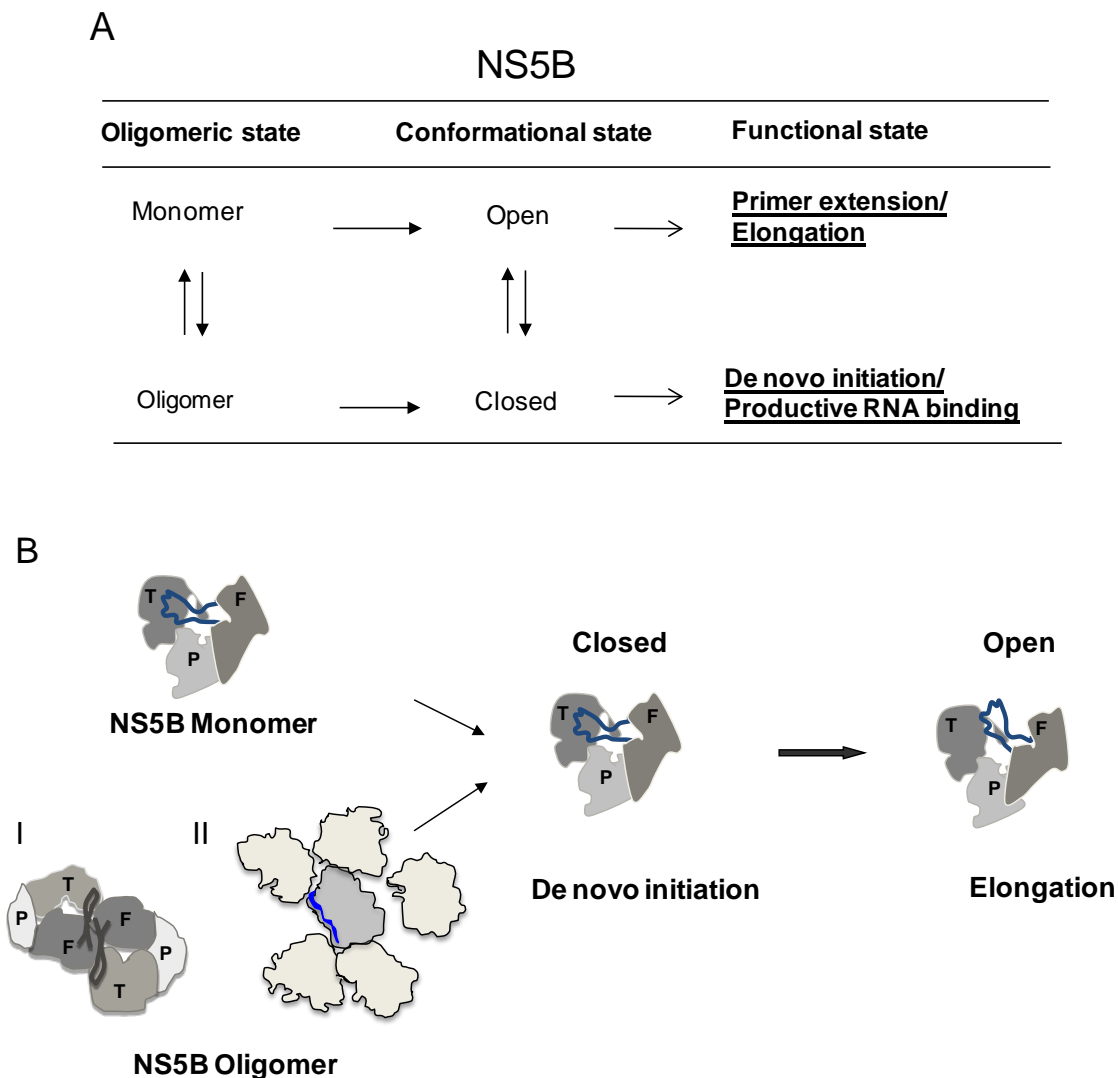 A
NS5B
Oligomeric state Conformational state Functional state
Monomer Open Primer extension/
Elongation
Oligomer Closed De novo initiation/
Productive RNA binding
B
T F
P
NS5B Monomer
Closed Open
T F
P
T F
P
I II
T
P F
F P
T
De novo initiation Elongation
NS5B Oligomer